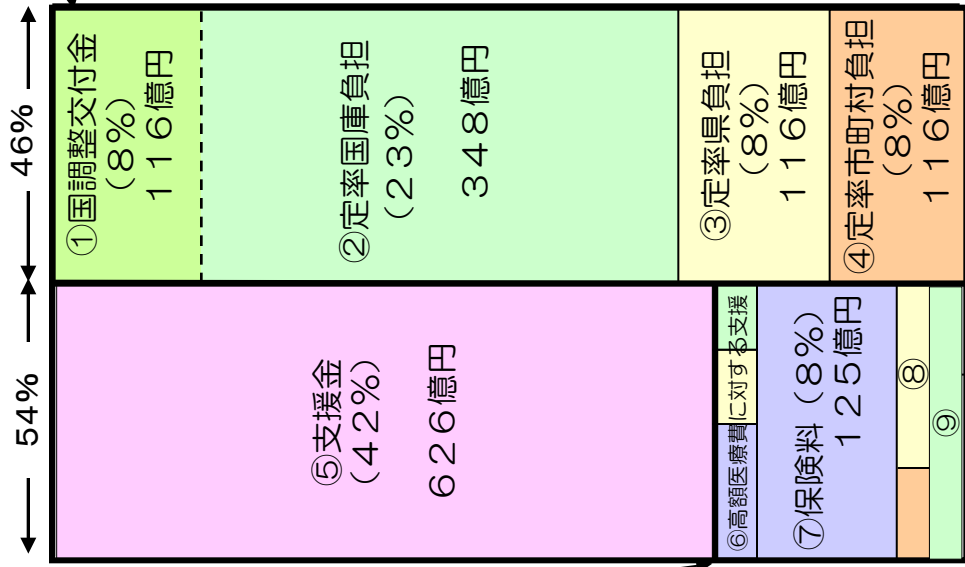 46%
①国調整交付金
(8%)
116億円
②定率国庫負担
(23%)
348億円
③定率県負担
(8%)
116億円
④定率市町村負担
(8%)
116億円
54%
⑤支援金
(42%)
626億円
⑥高額医療費に対する支援
⑦保険料(8%)
125億円
⑧
⑨